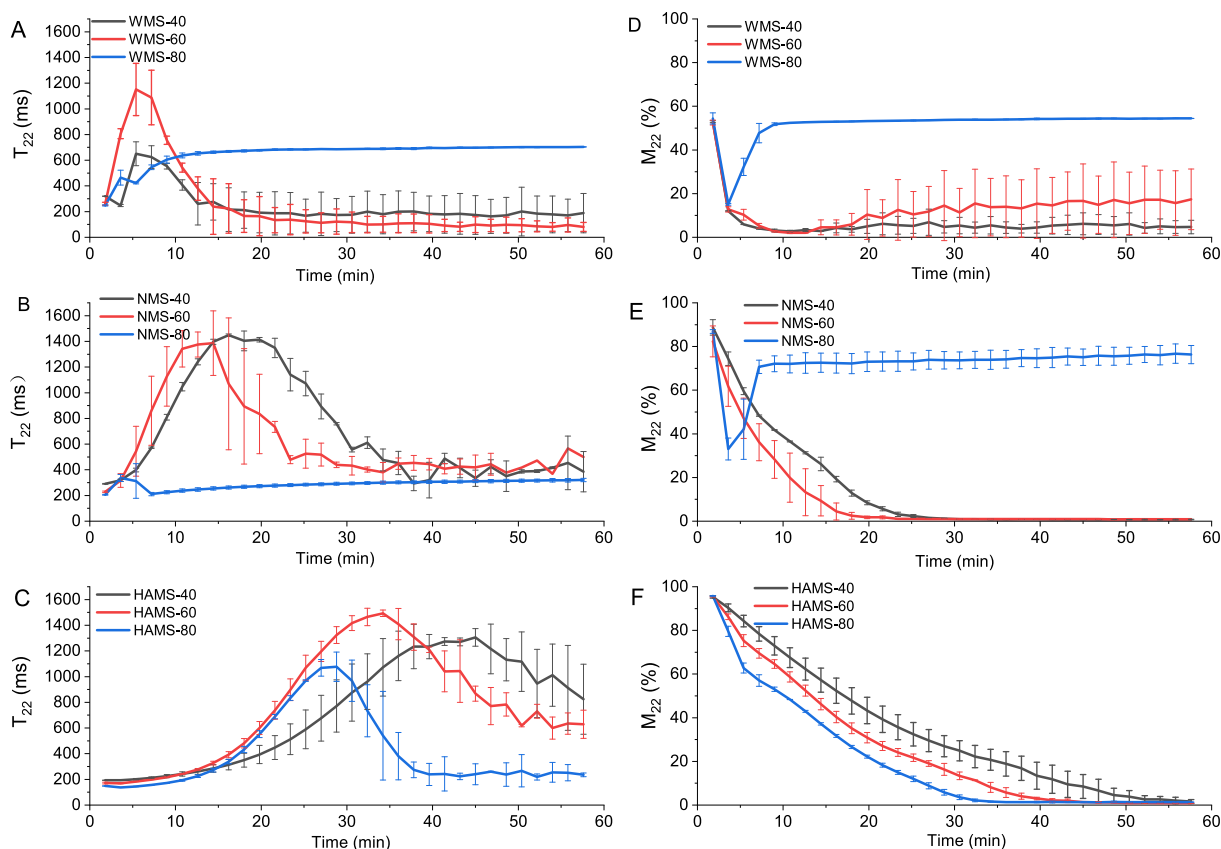 A
WMS-40
WMS-60
WMS-80
T22 (ms)
1600
1400
1200
1000
800
600
400
200
0
0 10 20 30 40 50 60
Time (min)
D
WMS-40
WMS-60
WMS-80
M22 (%)
100
80
60
40
20
0
0 10 20 30 40 50 60
Time (min)
B
NMS-40
NMS-60
NMS-80
T22 (ms)
1600
1400
1200
1000
800
600
400
200
0
0 10 20 30 40 50 60
Time (min)
E
NMS-40
NMS-60
NMS-80
M22 (%)
100
80
60
40
20
0
0 10 20 30 40 50 60
Time (min)
C
HAMS-40
HAMS-60
HAMS-80
T22 (ms)
1600
1400
1200
1000
800
600
400
200
0
0 10 20 30 40 50 60
Time (min)
F
HAMS-40
HAMS-60
HAMS-80
M22 (%)
100
80
60
40
20
0
0 10 20 30 40 50 60
Time (min)